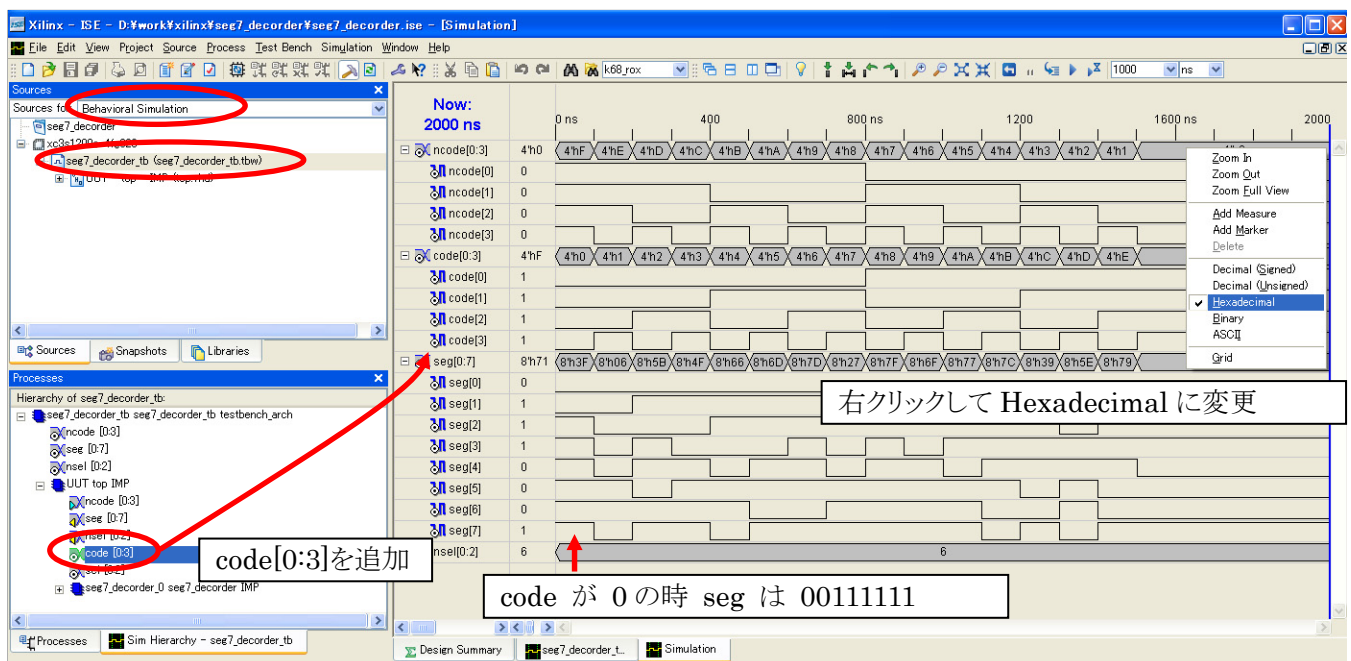 Xilinx - ISE - D:¥work¥xilinx¥seg7_decorder¥seg7_decorder.ise - [Simulation]
File Edit View Project Source Process Test Bench Simulation Window Help
k68_rox 1000 ns
Sources
Sources for: Behavioral Simulation
seg7_decorder
seg7_decorder_tb (seg7_decorder_tb.tbw)
Sources Snapshots Libraries
Processes
Hierarchy of seg7_decorder_tb:
seg7_decorder_tb seg7_decorder_tb testbench_arch
ncode [0:3]
seg [0:7]
nsel [0:2]
UUT top IMP
ncode [0:3]
seg [0:7]
nsel [0:2]
code [0:3]
sel [0:2]
seg7_decorder_0 seg7_decorder IMP
Processes Sim Hierarchy - seg7_decorder_tb
code[0:3]を追加
Now:
2000 ns
0 ns 400 800 ns 1200 1600 ns 2000
ncode[0:3] 4'h0 4'hF 4'hE 4'hD 4'hC 4'hB 4'hA 4'h9 4'h8 4'h7 4'h6 4'h5 4'h4 4'h3 4'h2 4'h1
ncode[0] 0
ncode[1] 0
ncode[2] 0
ncode[3] 0
code[0:3] 4'hF 4'h0 4'h1 4'h2 4'h3 4'h4 4'h5 4'h6 4'h7 4'h8 4'h9 4'hA 4'hB 4'hC 4'hD 4'hE
code[0] 1
code[1] 1
code[2] 1
code[3] 1
seg[0:7] 8'h71 8'h3F 8'h06 8'h5B 8'h4F 8'h66 8'h6D 8'h7D 8'h27 8'h7F 8'h6F 8'h77 8'h7C 8'h39 8'h5E 8'h79
seg[0] 0
seg[1] 1
seg[2] 1
seg[3] 1
seg[4] 0
seg[5] 0
seg[6] 0
seg[7] 1
nsel[0:2] 6 6
Zoom In
Zoom Out
Zoom Full View
Add Measure
Add Marker
Delete
Decimal (Signed)
Decimal (Unsigned)
Hexadecimal
Binary
ASCII
Grid
右クリックして Hexadecimal に変更
code が 0 の時 seg は 00111111
Design Summary seg7_decorder_t... Simulation